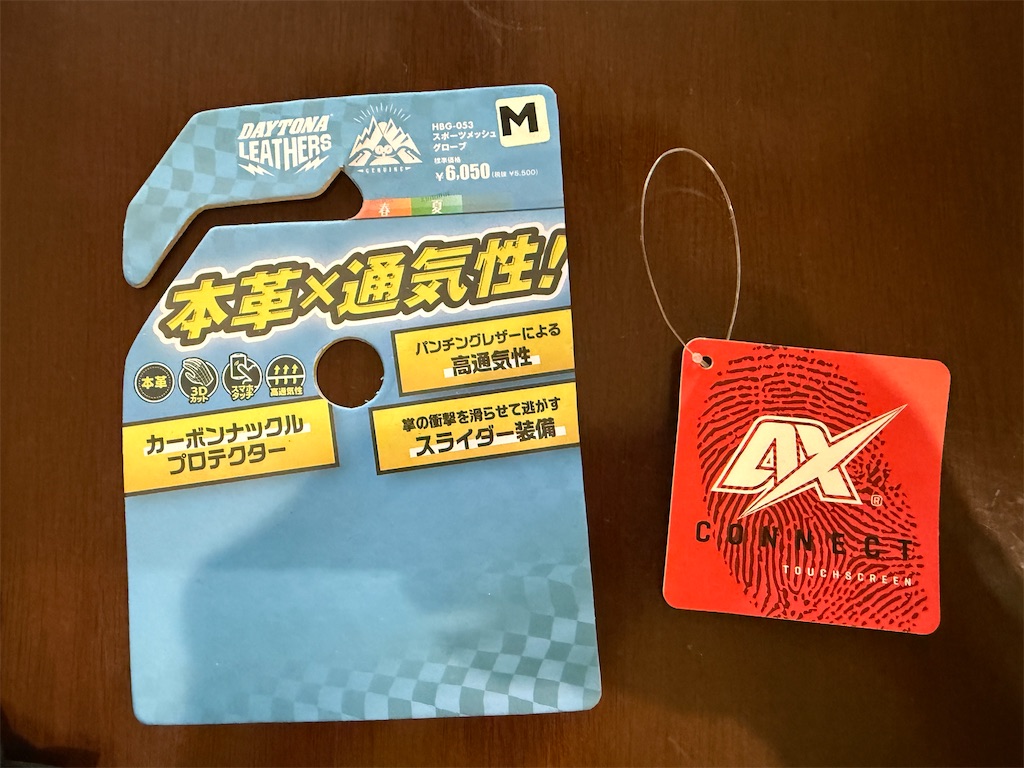 DAYTONA
LEATHERS
GENUINE
HBG-053
スポーツメッシュ
グローブ
標準価格
¥6,050(税抜 ¥5,500)
M
春 夏
本革×通気性!
本革
3D
カット
スマホ
タッチ
高通気性
パンチングレザーによる
高通気性
掌の衝撃を滑らせて逃がす
スライダー装備
カーボンナックル
プロテクター
AX®
CONNECT
TOUCHSCREEN